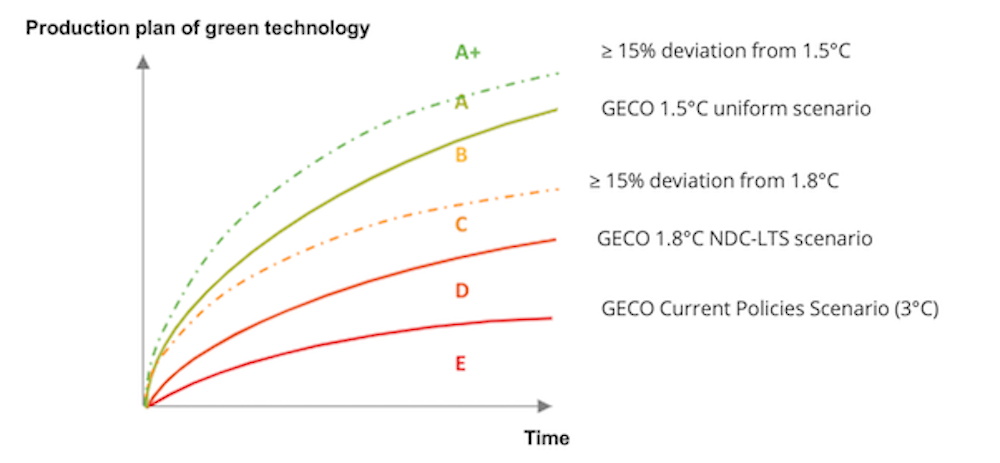 Production plan of green technology
A+
≥ 15% deviation from 1.5°C
A
GECO 1.5°C uniform scenario
B
≥ 15% deviation from 1.8°C
C
GECO 1.8°C NDC-LTS scenario
D
GECO Current Policies Scenario (3°C)
E
Time